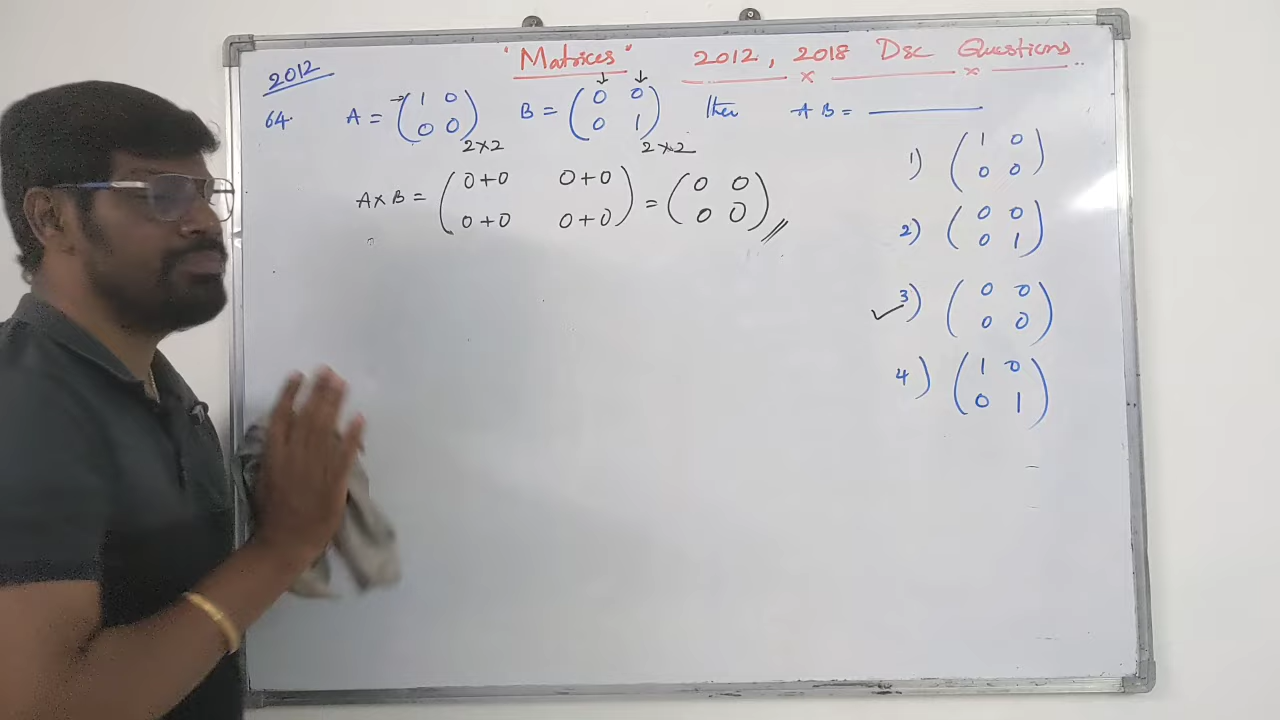 "Matrices" 2012, 2018 Dsc Questions
2012
64. A = (1 0 B = (0 0 then AB = ______
0 0) 2×2 0 1) 2×2
A×B = (0+0 0+0 = (0 0
0+0 0+0) 0 0)
1) (1 0
0 0)
2) (0 0
0 1)
✓3) (0 0
0 0)
4) (1 0
0 1)